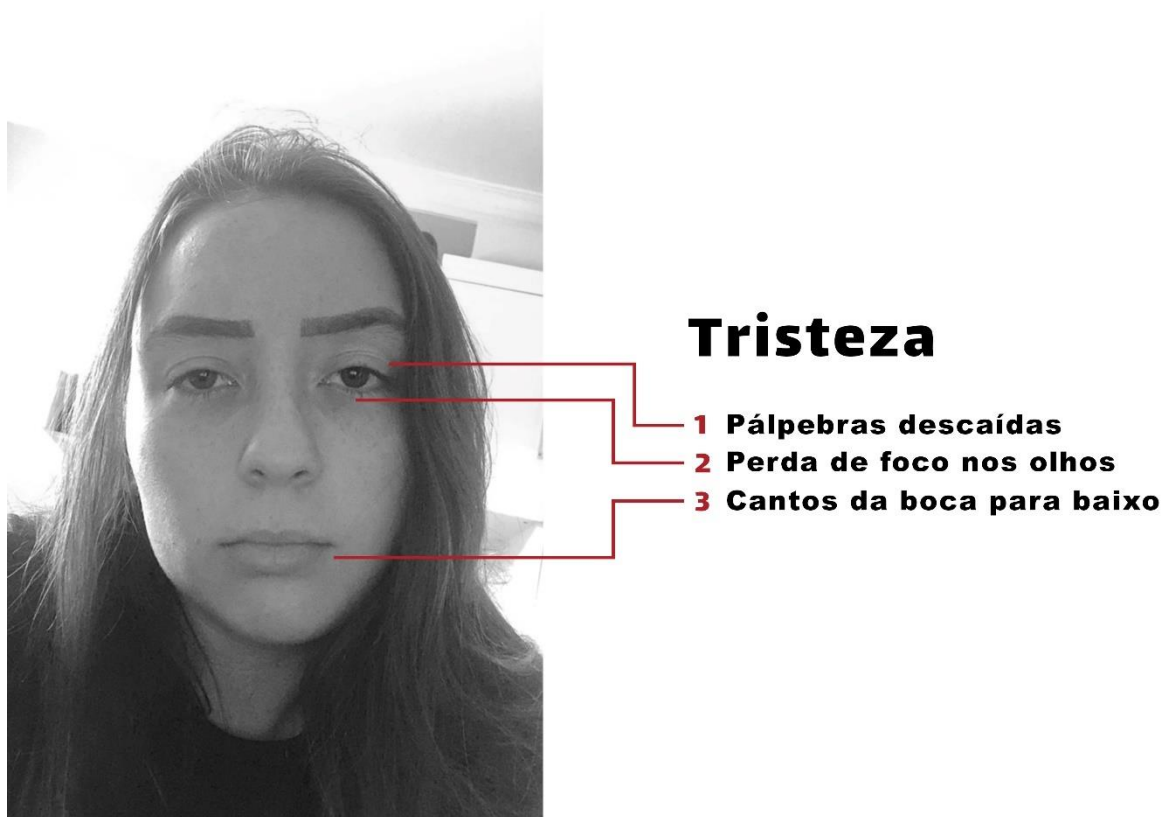 Tristeza
1 Pálpebras descaídas
2 Perda de foco nos olhos
3 Cantos da boca para baixo